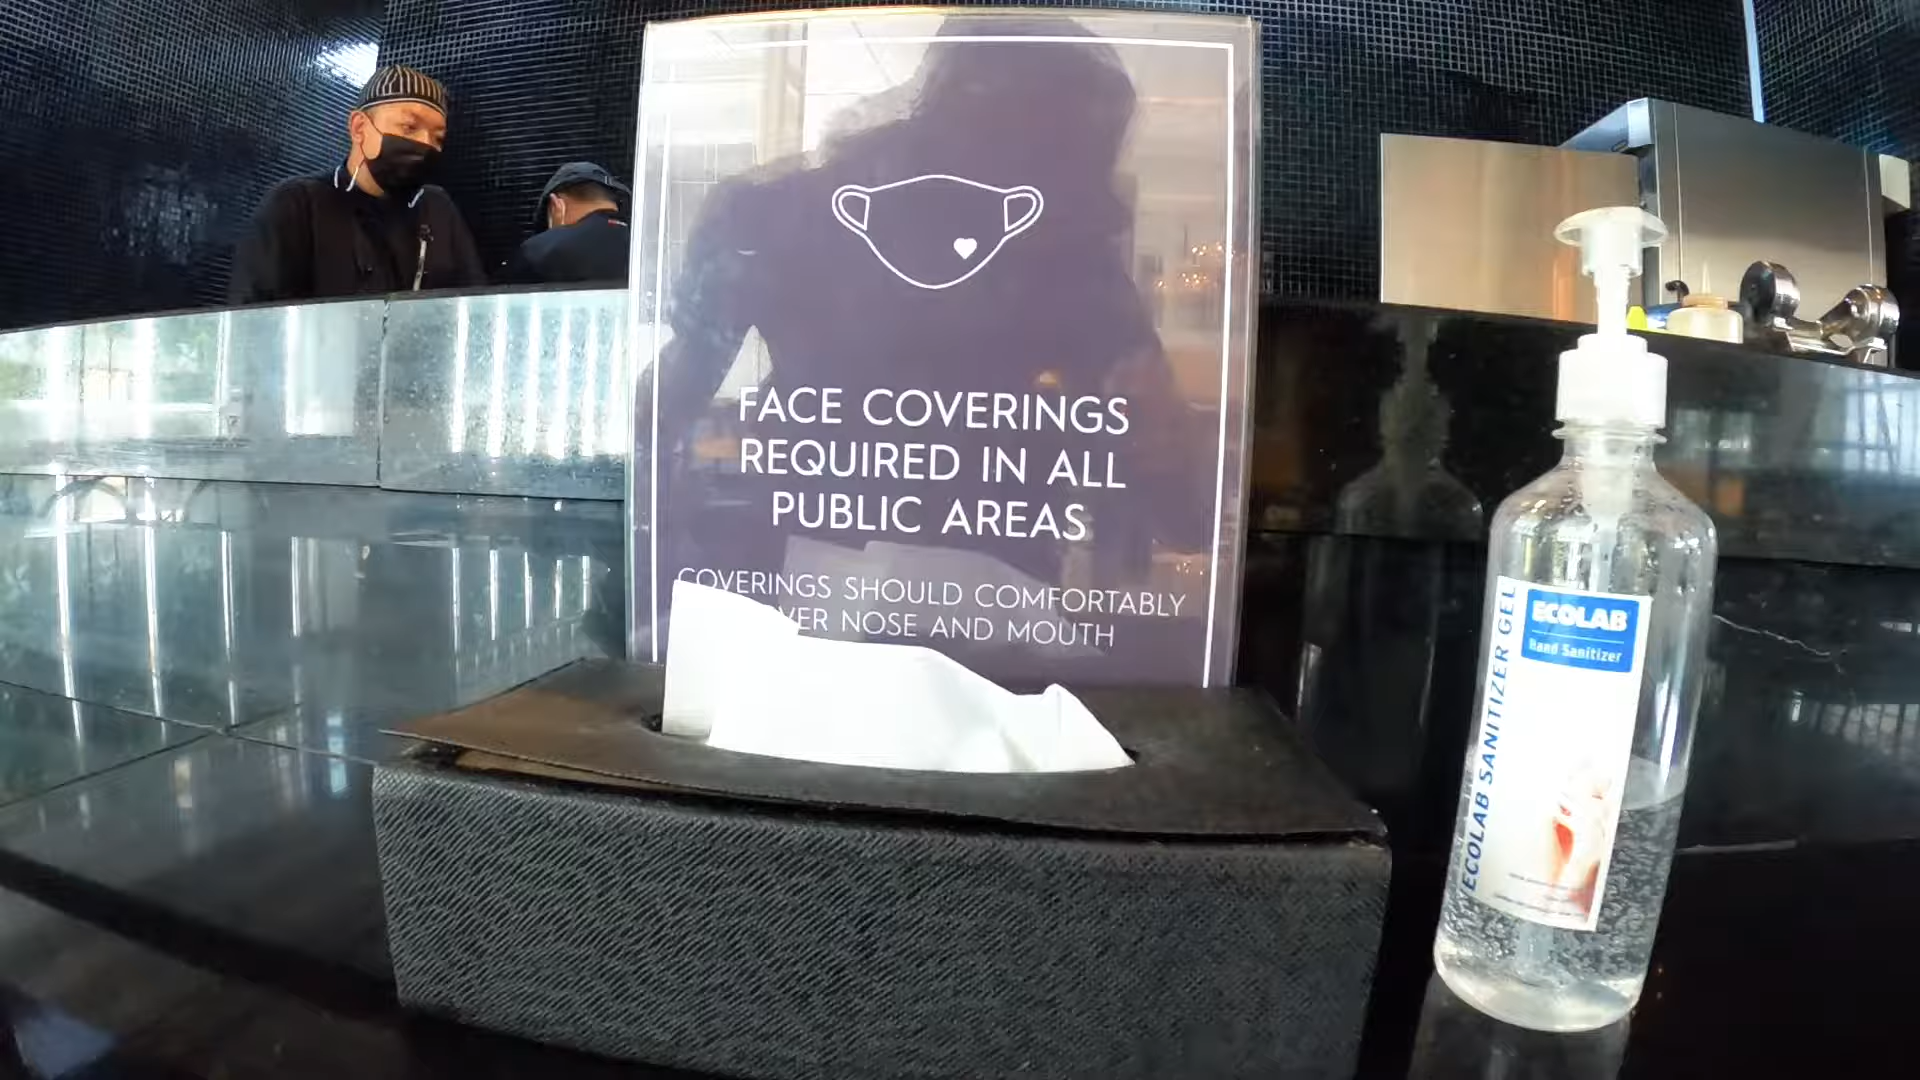 FACE COVERINGS
REQUIRED IN ALL
PUBLIC AREAS
COVERINGS SHOULD COMFORTABLY
VER NOSE AND MOUTH
ECOLAB
Hand Sanitizer
ECOLAB SANITIZER GEL